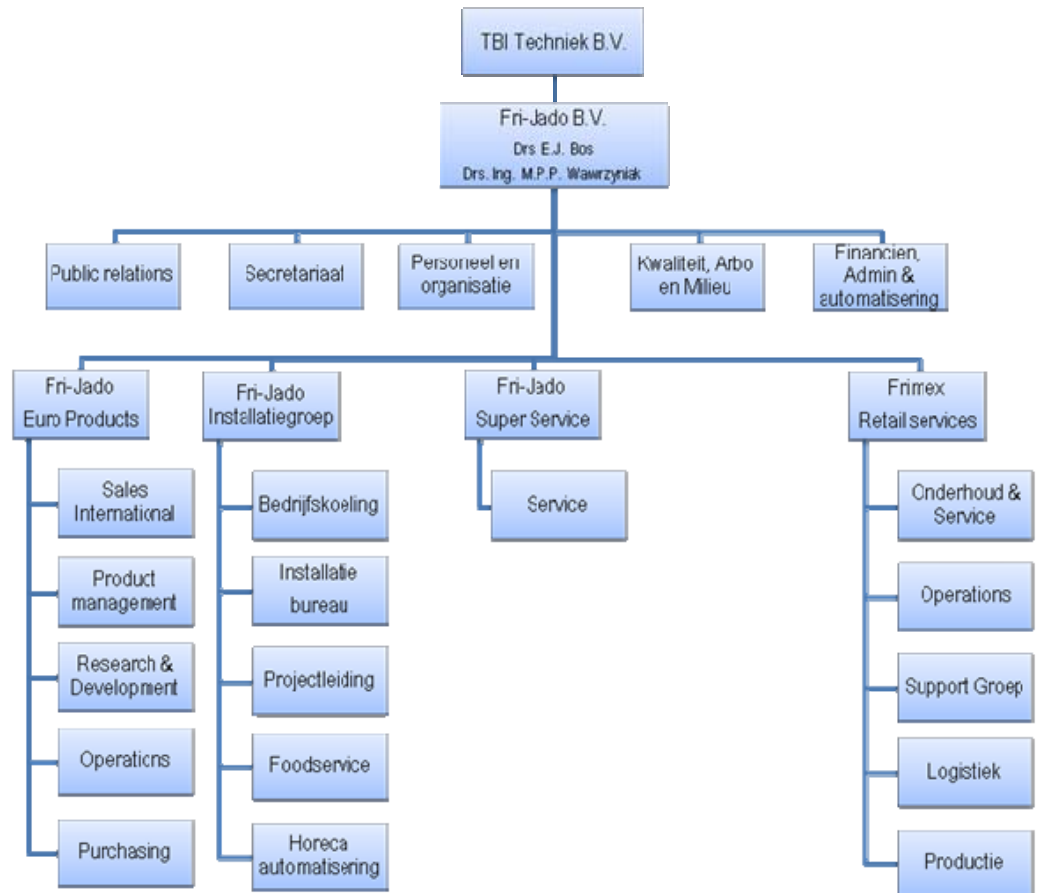 TBI Techniek B.V.
Fri-Jado B.V.
Drs E.J. Bos
Drs. Ing. M.P.P. Wawrzyniak
Public relations
Secretariaat
Personeel en
organisatie
Kwaliteit, Arbo
en Milieu
Financien,
Admin &
automatisering
Fri-Jado
Euro Products
Sales
International
Product
management
Research &
Development
Operations
Purchasing
Fri-Jado
Installatiegroep
Bedrijfskoeling
Installatie
bureau
Projectleiding
Foodservice
Horeca
automatisering
Fri-Jado
Super Service
Service
Frimex
Retail services
Onderhoud &
Service
Operations
Support Groep
Logistiek
Productie